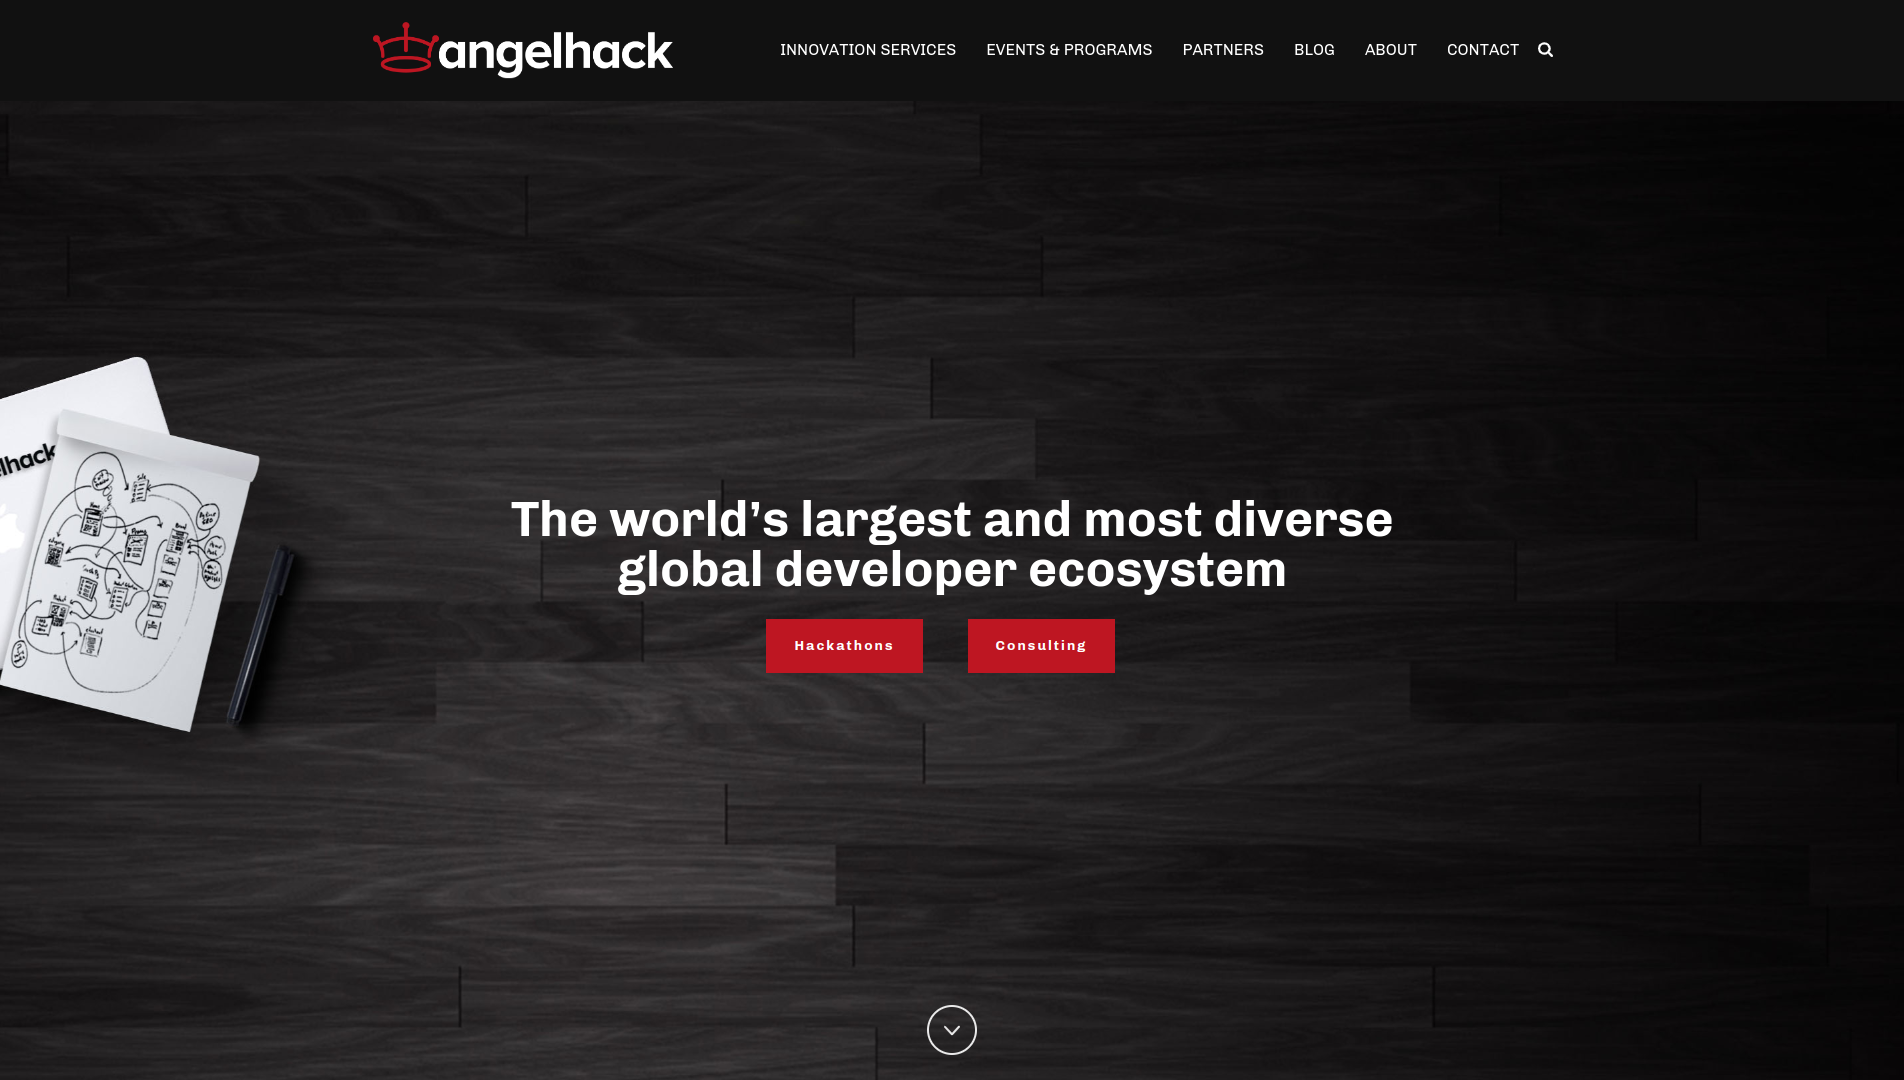 angelhack
INNOVATION SERVICES
EVENTS & PROGRAMS
PARTNERS
BLOG
ABOUT
CONTACT
lhack
The world's largest and most diverse
global developer ecosystem
Hackathons
Consulting